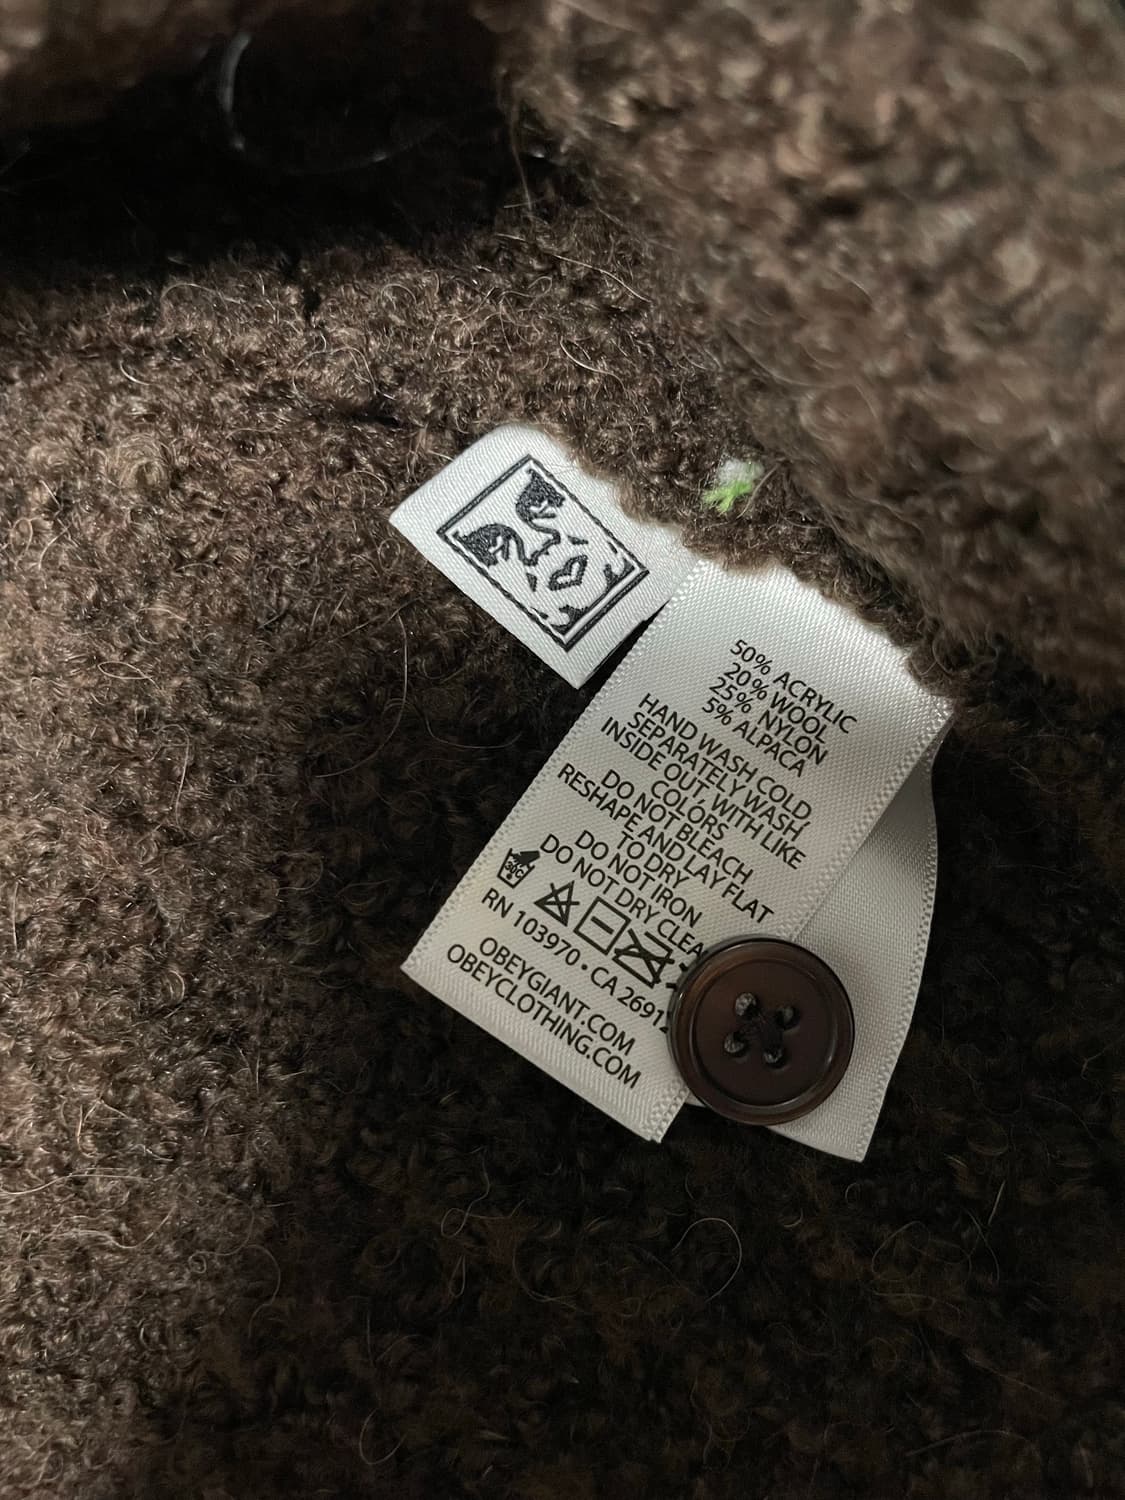 50% ACRYLIC
20% WOOL
25% NYLON
5% ALPACA
HAND WASH COLD,
SEPARATELY WASH,
INSIDE OUT, WITH LIKE
COLORS
DO NOT BLEACH
RESHAPE AND LAY FLAT
TO DRY
DO NOT IRON
DO NOT DRY
RN 103970 • CA
OBEYGIANT.COM
OBEYCLOTHING.COM